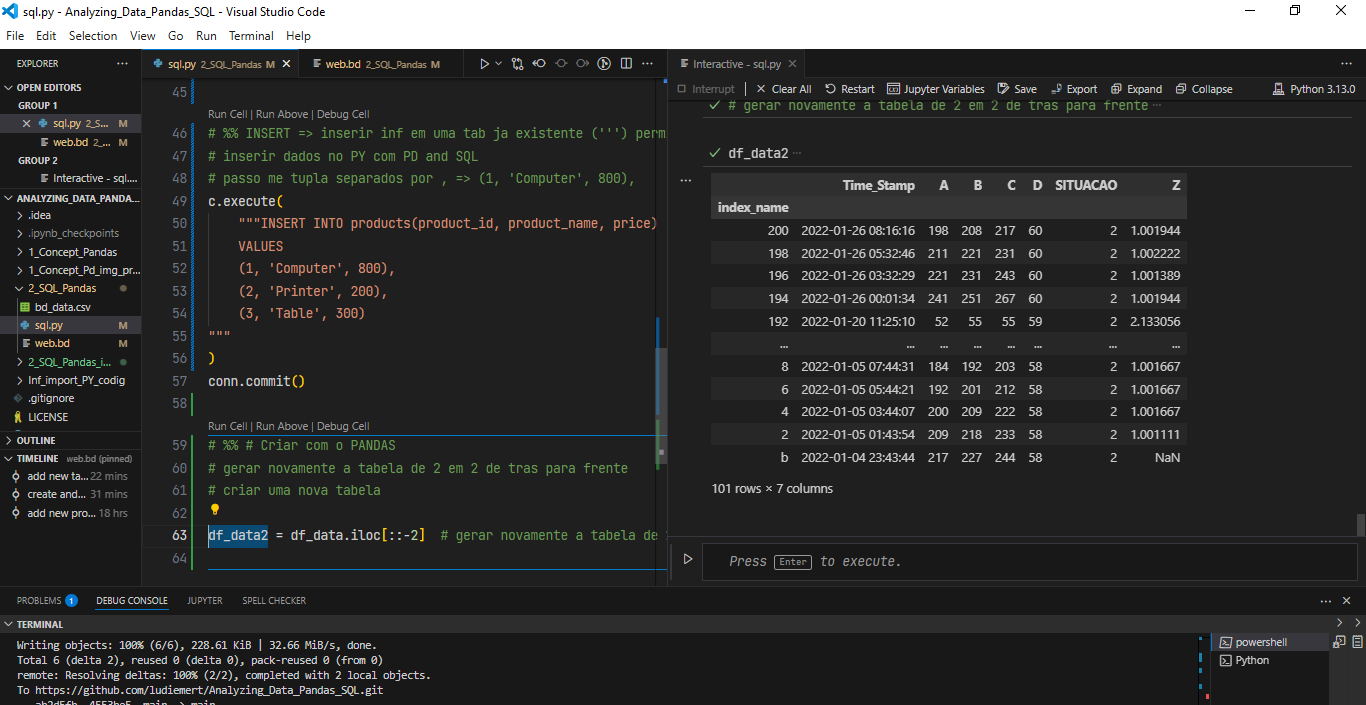 sql.py - Analyzing_Data_Pandas_SQL - Visual Studio Code
File Edit Selection View Go Run Terminal Help
EXPLORER
OPEN EDITORS
GROUP 1
sql.py 2_S... M
web.bd 2_... M
GROUP 2
Interactive - sql....
ANALYZING_DATA_PANDA...
.idea
.ipynb_checkpoints
1_Concept_Pandas
1_Concept_Pd_img_pr...
2_SQL_Pandas
bd_data.csv
sql.py M
web.bd M
2_SQL_Pandas_i...
Inf_import_PY_codig
.gitignore
LICENSE
OUTLINE
TIMELINE web.bd (pinned)
add new ta... 22 mins
create and... 31 mins
add new pro... 18 hrs
sql.py 2_SQL_Pandas M
web.bd 2_SQL_Pandas M
45
Run Cell | Run Above | Debug Cell
46 # %% INSERT => inserir inf em uma tab ja existente (''') perm
47 # inserir dados no PY com PD and SQL
48 # passo me tupla separados por , => (1, 'Computer', 800),
49 c.execute(
50 """INSERT INTO products(product_id, product_name, price)
51 VALUES
52 (1, 'Computer', 800),
53 (2, 'Printer', 200),
54 (3, 'Table', 300)
55 """
56 )
57 conn.commit()
58
Run Cell | Run Above | Debug Cell
59 # %% # Criar com o PANDAS
60 # gerar novamente a tabela de 2 em 2 de tras para frente
61 # criar uma nova tabela
62
63 df_data2 = df_data.iloc[::-2] # gerar novamente a tabela de
64
Interactive - sql.py
Interrupt Clear All Restart Jupyter Variables Save Export Expand Collapse Python 3.13.0
# gerar novamente a tabela de 2 em 2 de tras para frente ...
df_data2 ...
Time_Stamp A B C D SITUACAO Z
index_name
200 2022-01-26 08:16:16 198 208 217 60 2 1.001944
198 2022-01-26 05:32:46 211 221 231 60 2 1.002222
196 2022-01-26 03:32:29 221 231 243 60 2 1.001389
194 2022-01-26 00:01:34 241 251 267 60 2 1.001944
192 2022-01-20 11:25:10 52 55 55 59 2 2.133056
... ... ... ... ... ... ... ...
8 2022-01-05 07:44:31 184 192 203 58 2 1.001667
6 2022-01-05 05:44:21 192 201 212 58 2 1.001667
4 2022-01-05 03:44:07 200 209 222 58 2 1.001667
2 2022-01-05 01:43:54 209 218 233 58 2 1.001111
b 2022-01-04 23:43:44 217 227 244 58 2 NaN
101 rows × 7 columns
Press Enter to execute.
PROBLEMS 1 DEBUG CONSOLE JUPYTER SPELL CHECKER
TERMINAL
Writing objects: 100% (6/6), 228.61 KiB | 32.66 MiB/s, done.
Total 6 (delta 2), reused 0 (delta 0), pack-reused 0 (from 0)
remote: Resolving deltas: 100% (2/2), completed with 2 local objects.
To https://github.com/ludiemert/Analyzing_Data_Pandas_SQL.git
powershell
Python